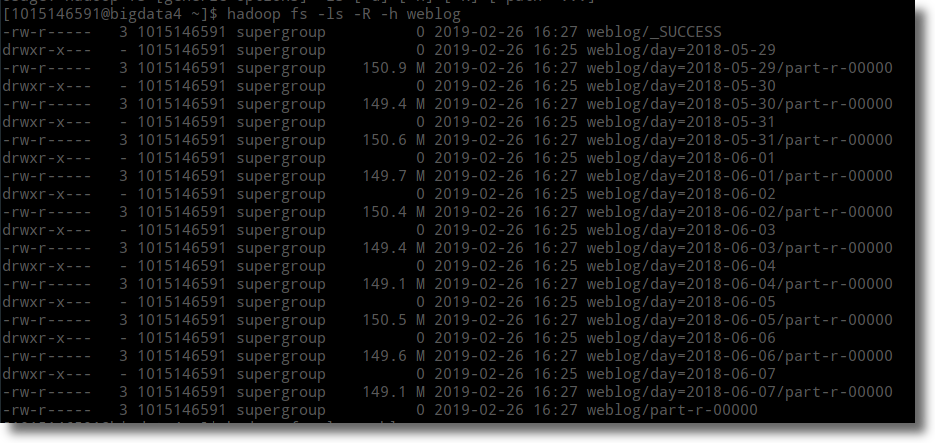 [1015146591@bigdata4 ~]$ hadoop fs -ls -R -h weblog
-rw-r-----   3 1015146591 supergroup          0 2019-02-26 16:27 weblog/_SUCCESS
drwxr-x---   - 1015146591 supergroup          0 2019-02-26 16:25 weblog/day=2018-05-29
-rw-r-----   3 1015146591 supergroup    150.9 M 2019-02-26 16:27 weblog/day=2018-05-29/part-r-00000
drwxr-x---   - 1015146591 supergroup          0 2019-02-26 16:25 weblog/day=2018-05-30
-rw-r-----   3 1015146591 supergroup    149.4 M 2019-02-26 16:27 weblog/day=2018-05-30/part-r-00000
drwxr-x---   - 1015146591 supergroup          0 2019-02-26 16:25 weblog/day=2018-05-31
-rw-r-----   3 1015146591 supergroup    150.6 M 2019-02-26 16:27 weblog/day=2018-05-31/part-r-00000
drwxr-x---   - 1015146591 supergroup          0 2019-02-26 16:25 weblog/day=2018-06-01
-rw-r-----   3 1015146591 supergroup    149.7 M 2019-02-26 16:27 weblog/day=2018-06-01/part-r-00000
drwxr-x---   - 1015146591 supergroup          0 2019-02-26 16:25 weblog/day=2018-06-02
-rw-r-----   3 1015146591 supergroup    150.4 M 2019-02-26 16:27 weblog/day=2018-06-02/part-r-00000
drwxr-x---   - 1015146591 supergroup          0 2019-02-26 16:25 weblog/day=2018-06-03
-rw-r-----   3 1015146591 supergroup    149.4 M 2019-02-26 16:27 weblog/day=2018-06-03/part-r-00000
drwxr-x---   - 1015146591 supergroup          0 2019-02-26 16:25 weblog/day=2018-06-04
-rw-r-----   3 1015146591 supergroup    149.1 M 2019-02-26 16:27 weblog/day=2018-06-04/part-r-00000
drwxr-x---   - 1015146591 supergroup          0 2019-02-26 16:25 weblog/day=2018-06-05
-rw-r-----   3 1015146591 supergroup    150.5 M 2019-02-26 16:27 weblog/day=2018-06-05/part-r-00000
drwxr-x---   - 1015146591 supergroup          0 2019-02-26 16:25 weblog/day=2018-06-06
-rw-r-----   3 1015146591 supergroup    149.6 M 2019-02-26 16:27 weblog/day=2018-06-06/part-r-00000
drwxr-x---   - 1015146591 supergroup          0 2019-02-26 16:25 weblog/day=2018-06-07
-rw-r-----   3 1015146591 supergroup    149.1 M 2019-02-26 16:27 weblog/day=2018-06-07/part-r-00000
-rw-r-----   3 1015146591 supergroup          0 2019-02-26 16:27 weblog/part-r-00000